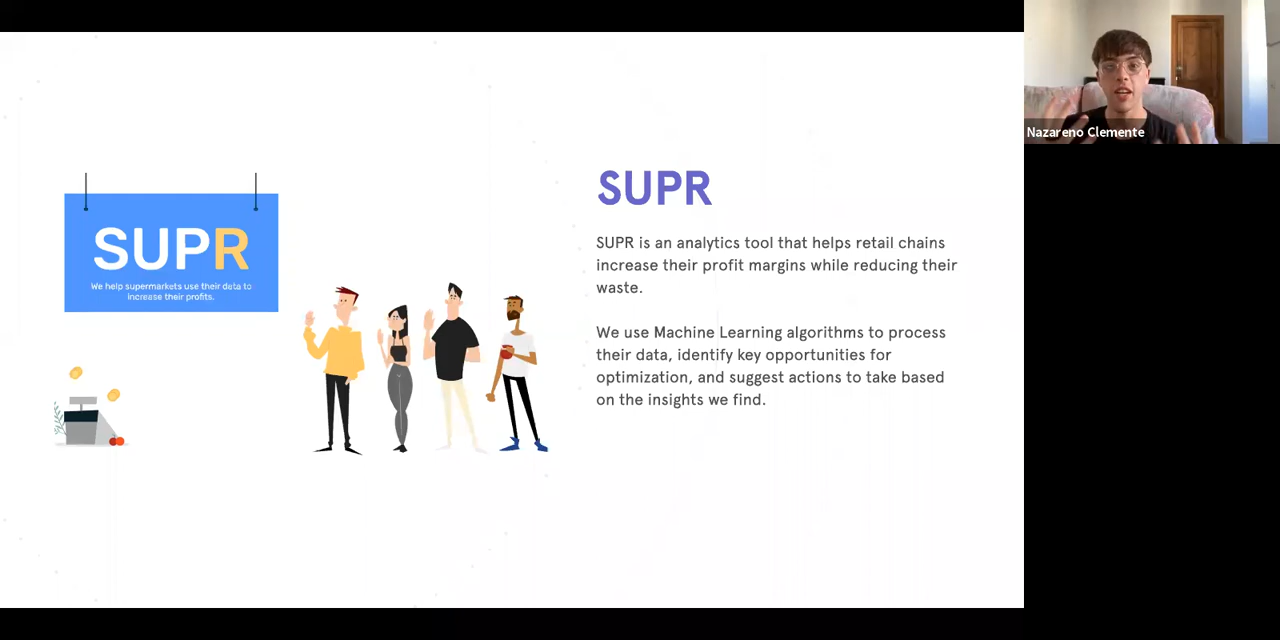 Nazareno Clemente
SUPR
We help supermarkets use their data to
increase their profits.
SUPR
SUPR is an analytics tool that helps retail chains
increase their profit margins while reducing their
waste.
We use Machine Learning algorithms to process
their data, identify key opportunities for
optimization, and suggest actions to take based
on the insights we find.